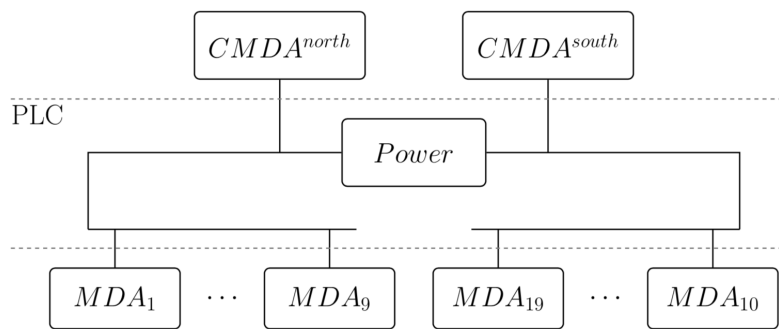 CMDA^north CMDA^south
PLC
Power
MDA_1 ⋯ MDA_9 MDA_19 ⋯ MDA_10